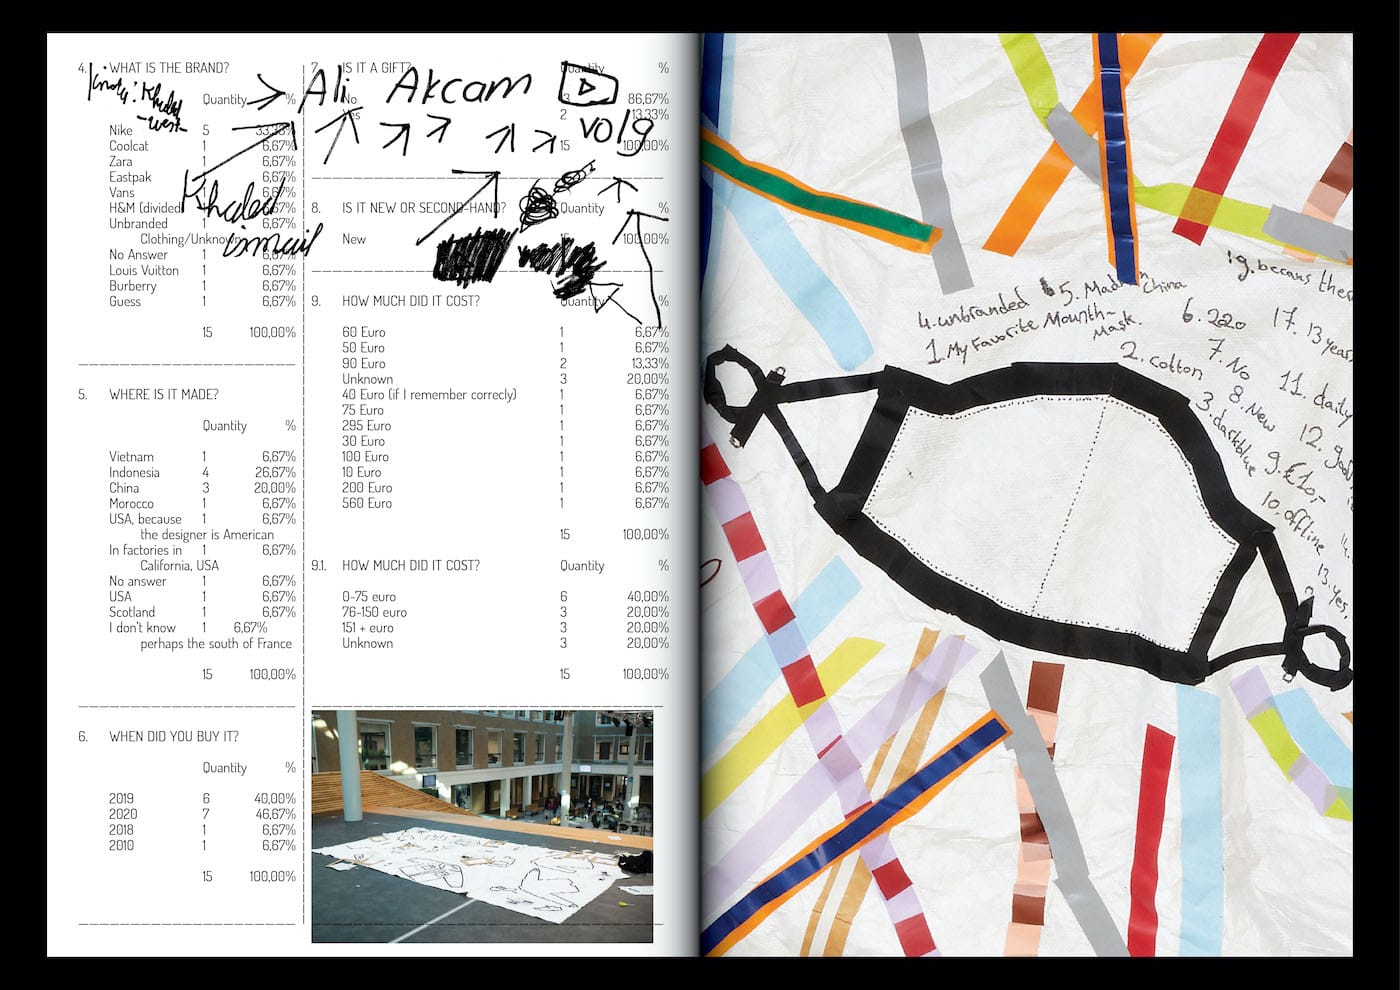 4. WHAT IS THE BRAND?
Quantity %
Nike 5 33,33%
Coolcat 1 6,67%
Zara 1 6,67%
Eastpak 1 6,67%
Vans 1 6,67%
H&M (divided) 1 6,67%
Unbranded 1 6,67%
Clothing/Unknown
No Answer 1 6,67%
Louis Vuitton 1 6,67%
Burberry 1 6,67%
Guess 1 6,67%
15 100,00%
5. WHERE IS IT MADE?
Quantity %
Vietnam 1 6,67%
Indonesia 4 26,67%
China 3 20,00%
Morocco 1 6,67%
USA, because 1 6,67%
the designer is American
In factories in 1 6,67%
California, USA
No answer 1 6,67%
USA 1 6,67%
Scotland 1 6,67%
I don't know 1 6,67%
perhaps the south of France
15 100,00%
6. WHEN DID YOU BUY IT?
Quantity %
2019 6 40,00%
2020 7 46,67%
2018 1 6,67%
2010 1 6,67%
15 100,00%
Khaled
ismail
Ali Akcam
volg
7. IS IT A GIFT?
Quantity %
No 13 86,67%
Yes 2 13,33%
15 100,00%
8. IS IT NEW OR SECOND-HAND?
Quantity %
New 15 100,00%
9. HOW MUCH DID IT COST?
Quantity %
60 Euro 1 6,67%
50 Euro 1 6,67%
90 Euro 2 13,33%
Unknown 3 20,00%
40 Euro (if I remember correcly) 1 6,67%
75 Euro 1 6,67%
295 Euro 1 6,67%
30 Euro 1 6,67%
100 Euro 1 6,67%
10 Euro 1 6,67%
200 Euro 1 6,67%
560 Euro 1 6,67%
15 100,00%
9.1. HOW MUCH DID IT COST?
Quantity %
0-75 euro 6 40,00%
76-150 euro 3 20,00%
151 + euro 3 20,00%
Unknown 3 20,00%
15 100,00%
19. becaus ther
4. unbranded
5. Made in China
1. My Favorite Mounth-
Mask.
2. cotton
3. darkblue
6. 2020
7. No
8. New
9. €10,-
10. offline
17. 13 years
11. daily
12. good
13. yes,